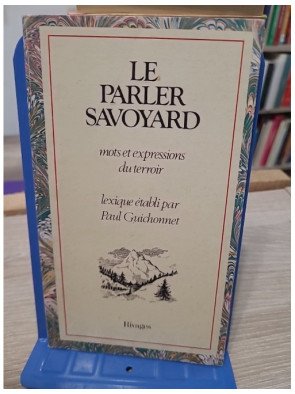 LE
PARLER
SAVOYARD
mots et expressions
du terroir
lexique établi par
Paul Guichonnet
Rivages